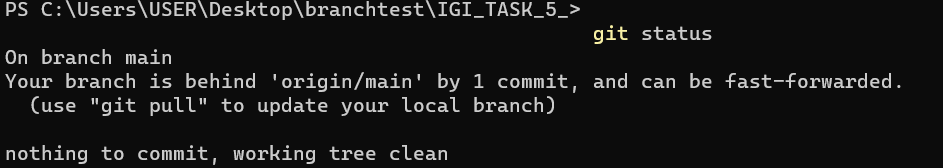 PS C:\Users\USER\Desktop\branchtest\IGI_TASK_5_>
git status
On branch main
Your branch is behind 'origin/main' by 1 commit, and can be fast-forwarded.
  (use "git pull" to update your local branch)

nothing to commit, working tree clean